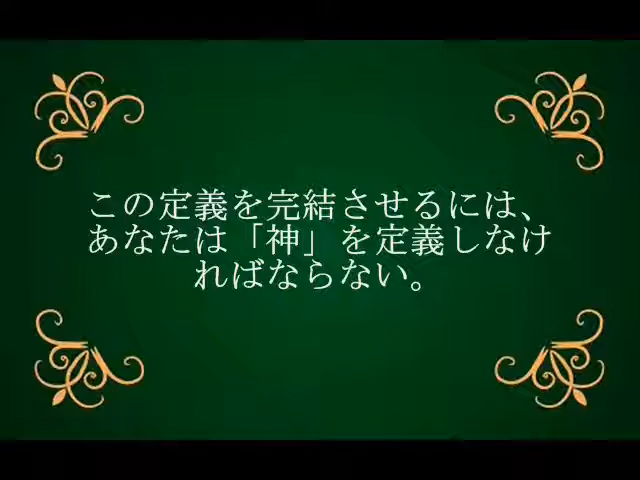 この定義を完結させるには、
あなたは「神」を定義しなけ
ればならない。